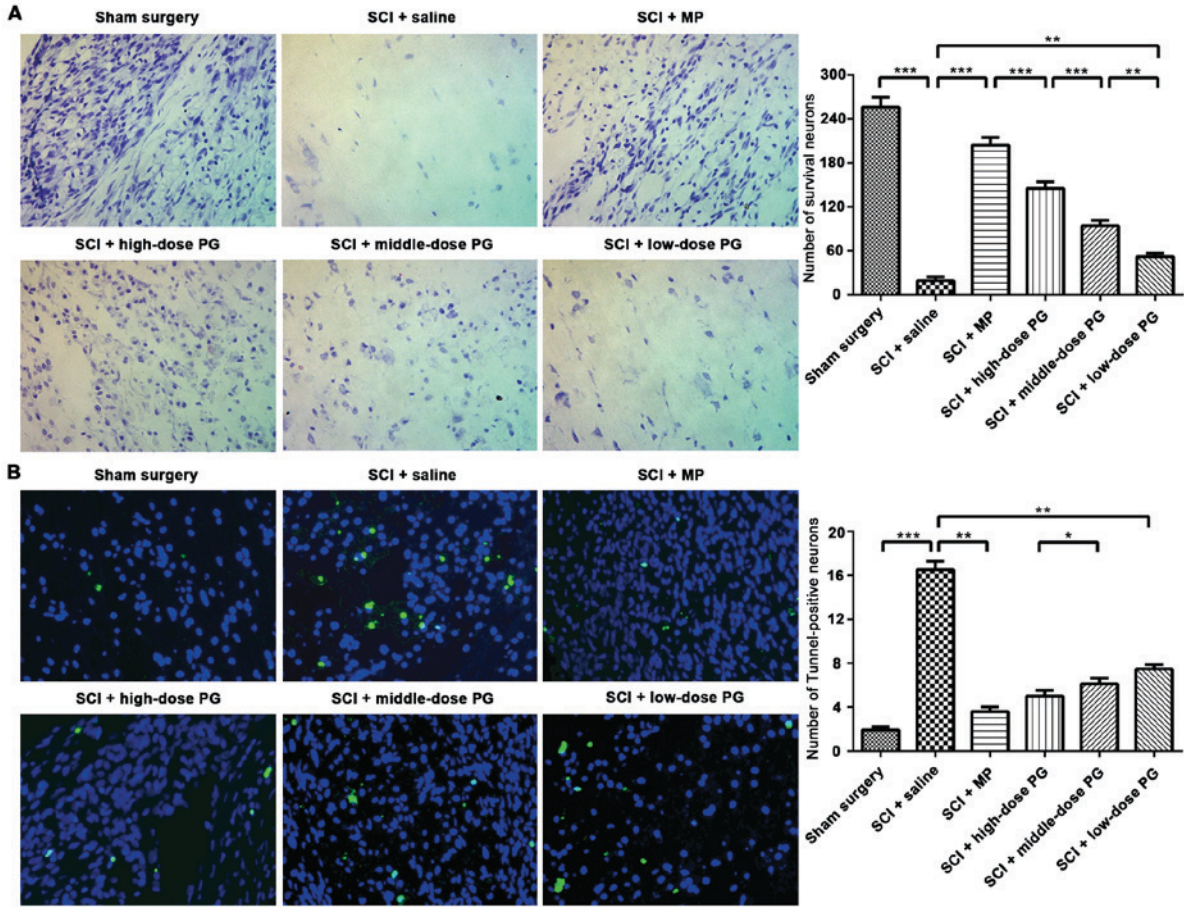 A
Sham surgery
SCI + saline
SCI + MP
SCI + high-dose PG
SCI + middle-dose PG
SCI + low-dose PG
**
*** *** *** *** **
Number of survival neurons
300
240
180
120
60
0
Sham surgery
SCI + saline
SCI + MP
SCI + high-dose PG
SCI + middle-dose PG
SCI + low-dose PG
B
Sham surgery
SCI + saline
SCI + MP
SCI + high-dose PG
SCI + middle-dose PG
SCI + low-dose PG
**
*** ** *
Number of Tunnel-positive neurons
20
16
12
8
4
0
Sham surgery
SCI + saline
SCI + MP
SCI + high-dose PG
SCI + middle-dose PG
SCI + low-dose PG